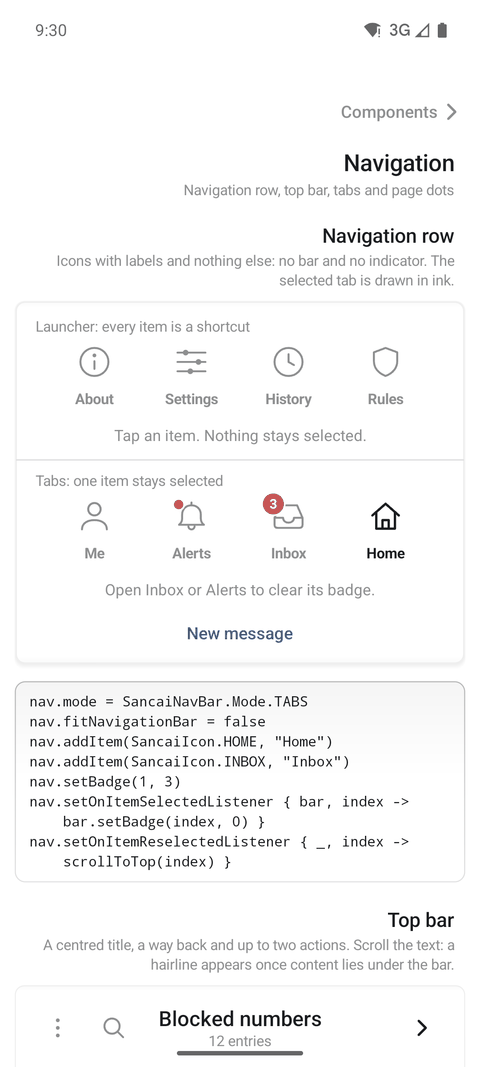 9:30
3G
Components
Navigation
Navigation row, top bar, tabs and page dots
Navigation row
Icons with labels and nothing else: no bar and no indicator. The
selected tab is drawn in ink.
Launcher: every item is a shortcut
About Settings History Rules
Tap an item. Nothing stays selected.
Tabs: one item stays selected
3
Me Alerts Inbox Home
Open Inbox or Alerts to clear its badge.
New message
nav.mode = SancaiNavBar.Mode.TABS
nav.fitNavigationBar = false
nav.addItem(SancaiIcon.HOME, "Home")
nav.addItem(SancaiIcon.INBOX, "Inbox")
nav.setBadge(1, 3)
nav.setOnItemSelectedListener { bar, index ->
    bar.setBadge(index, 0) }
nav.setOnItemReselectedListener { _, index ->
    scrollToTop(index) }
Top bar
A centred title, a way back and up to two actions. Scroll the text: a
hairline appears once content lies under the bar.
Blocked numbers
12 entries